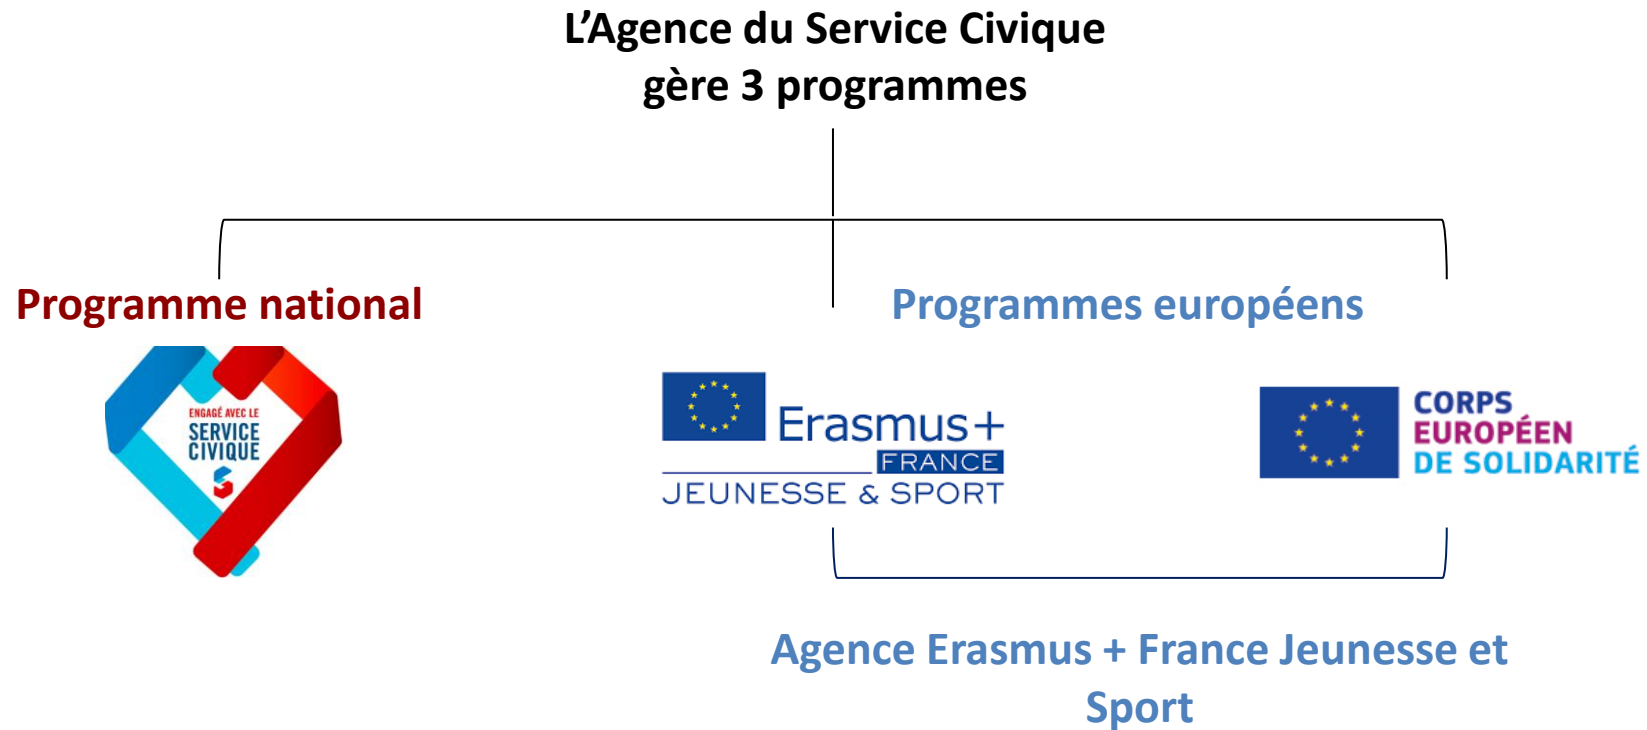 L’Agence du Service Civique
gère 3 programmes
Programme national
Programmes européens
ENGAGÉ AVEC LE
SERVICE
CIVIQUE
Erasmus+
FRANCE
JEUNESSE & SPORT
CORPS
EUROPÉEN
DE SOLIDARITÉ
Agence Erasmus + France Jeunesse et
Sport